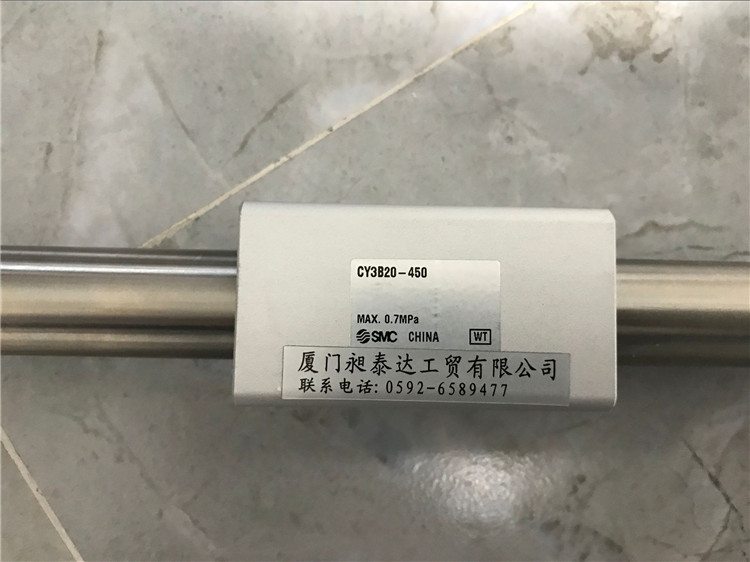 CY3B20-450
MAX. 0.7MPa
SMC CHINA WT
厦门昶泰达工贸有限公司
联系电话: 0592-6589477